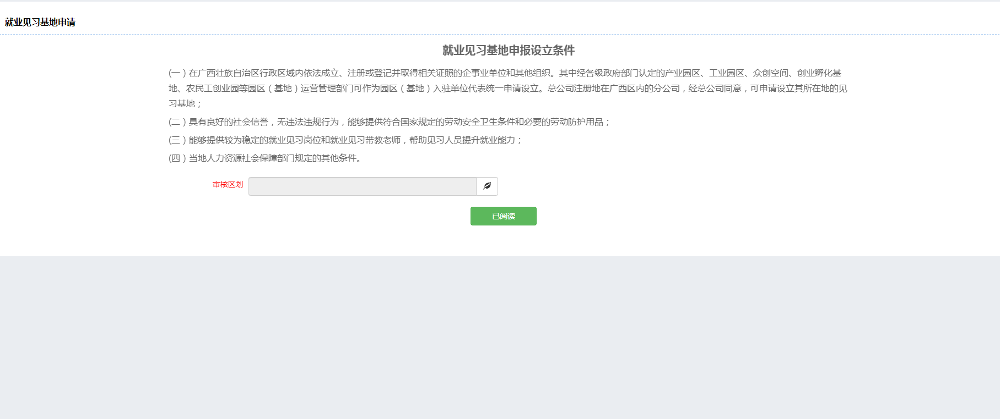 就业见习基地申请
就业见习基地申报设立条件
(一）在广西壮族自治区行政区域内依法成立、注册或登记并取得相关证照的企事业单位和其他组织。其中经各级政府部门认定的产业园区、工业园区、众创空间、创业孵化基
地、农民工创业园等园区（基地）运营管理部门可作为园区（基地）入驻单位代表统一申请设立。总公司注册地在广西区内的分公司，经总公司同意，可申请设立其所在地的见
习基地；
(二）具有良好的社会信誉，无违法违规行为，能够提供符合国家规定的劳动安全卫生条件和必要的劳动防护用品；
(三）能够提供较为稳定的就业见习岗位和就业见习带教老师，帮助见习人员提升就业能力；
(四）当地人力资源社会保障部门规定的其他条件。
审核区划
已阅读